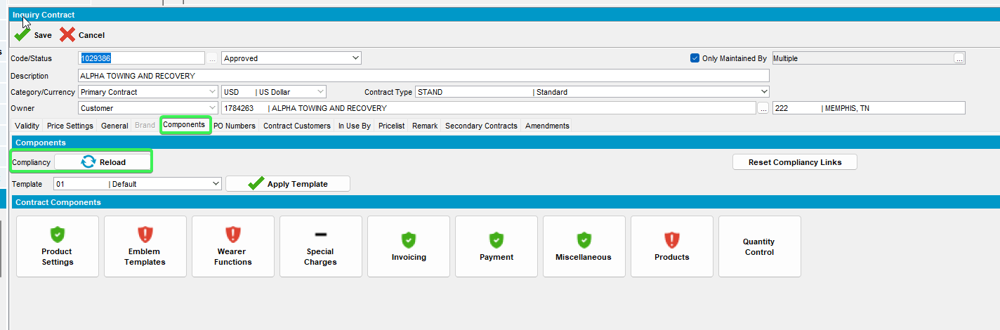 Inquiry Contract
Save Cancel
Code/Status 1029386 ... Approved Only Maintained By Multiple ...
Description ALPHA TOWING AND RECOVERY
Category/Currency Primary Contract USD | US Dollar Contract Type STAND | Standard
Owner Customer 1784263 | ALPHA TOWING AND RECOVERY ... 222 | MEMPHIS, TN
Validity Price Settings General Brand Components PO Numbers Contract Customers In Use By Pricelist Remark Secondary Contracts Amendments
Components
Compliancy Reload Reset Compliancy Links
Template 01 | Default Apply Template
Contract Components
Product Settings
Emblem Templates
Wearer Functions
Special Charges
Invoicing
Payment
Miscellaneous
Products
Quantity Control